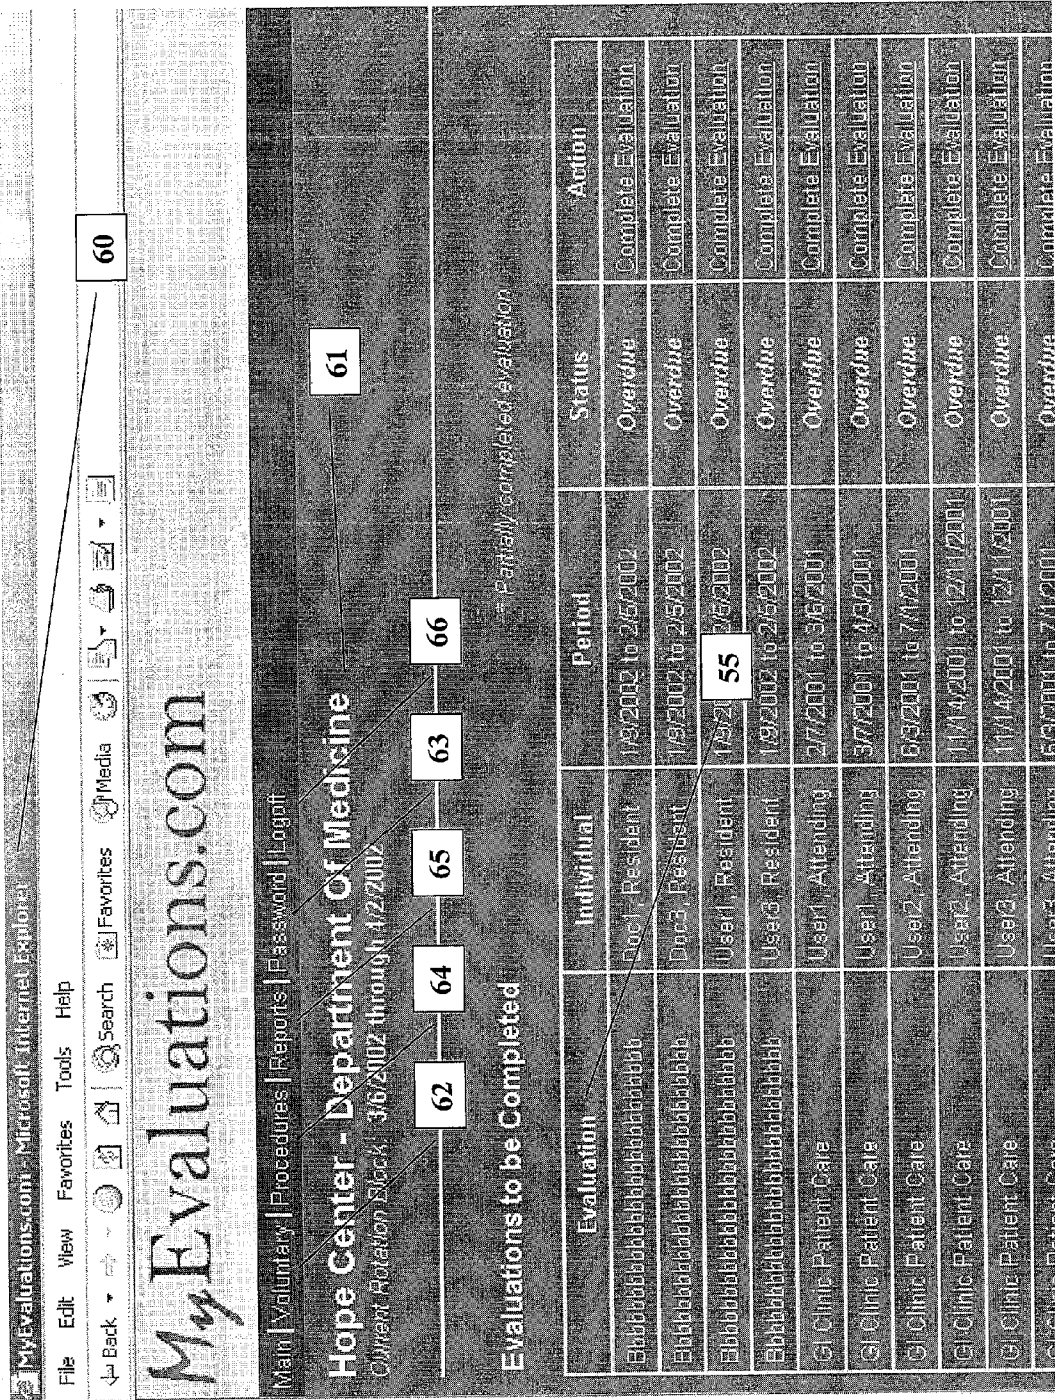 MyEvaluations.com - Microsoft Internet Explorer
File Edit View Favorites Tools Help
Back Search Favorites Media
60
MyEvaluations.com
Main | Voluntary | Procedures | Reports | Password | Logoff
61
Hope Center - Department Of Medicine
Current Rotation Block: 3/6/2002 through 4/2/2002
62 64 65 63 66
Evaluations to be Completed
= Partially completed evaluation
Evaluation Individual Period Status Action
Doc1, Resident 1/9/2002 to 2/5/2002 Overdue Complete Evaluation
Doc3, Resident 1/9/2002 to 2/5/2002 Overdue Complete Evaluation
User1, Resident Overdue Complete Evaluation
55
User3, Resident 1/9/2002 to 2/5/2002 Overdue Complete Evaluation
GI Clinic Patient Care User1, Attending 2/7/2001 to 3/6/2001 Overdue Complete Evaluation
GI Clinic Patient Care User1, Attending 3/7/2001 to 4/3/2001 Overdue Complete Evaluation
GI Clinic Patient Care User2, Attending 6/3/2001 to 7/1/2001 Overdue Complete Evaluation
GI Clinic Patient Care User2, Attending 11/14/2001 to 12/11/2001 Overdue Complete Evaluation
GI Clinic Patient Care User3, Attending 11/14/2001 to 12/11/2001 Overdue Complete Evaluation
6/3/2001 to 7/1/2001 Overdue Complete Evaluation